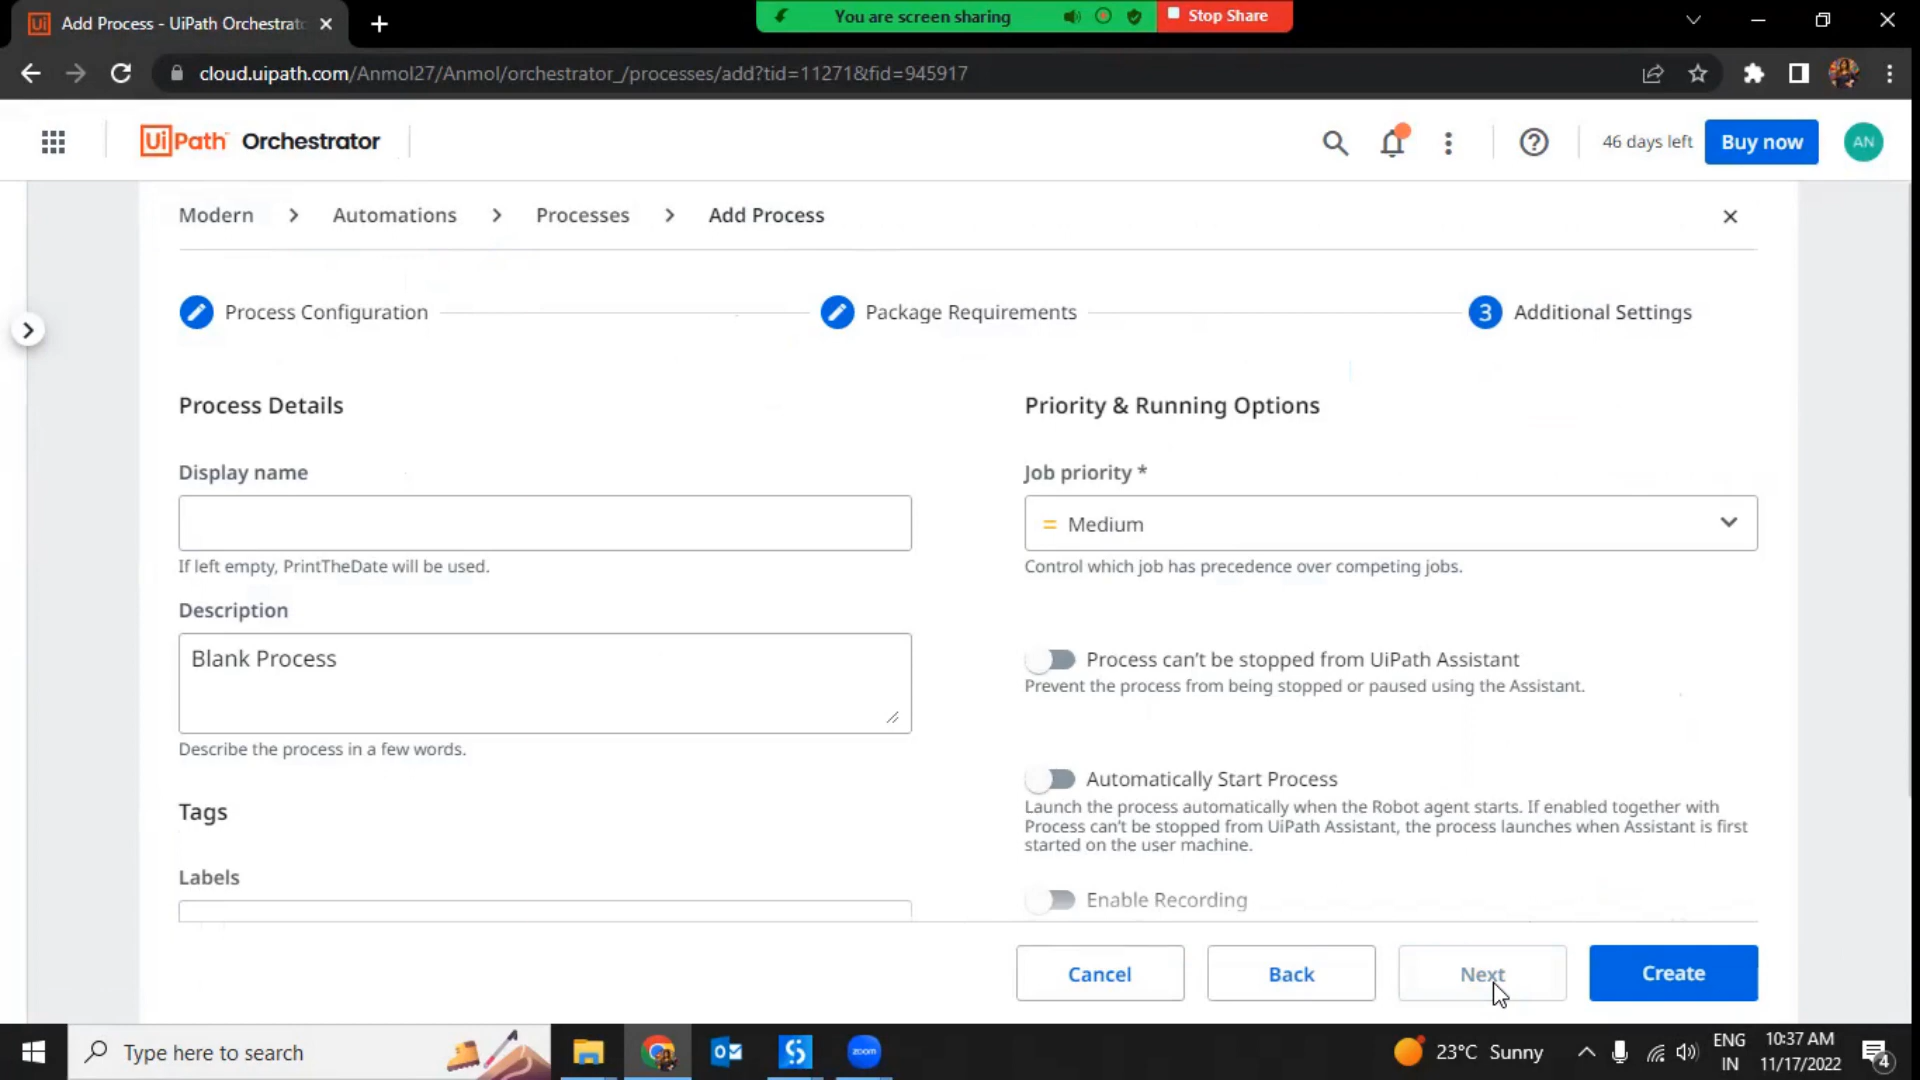 Add Process - UiPath Orchestrat
You are screen sharing
Stop Share
cloud.uipath.com/Anmol27/Anmol/orchestrator_/processes/add?tid=11271&fid=945917
UiPath Orchestrator
46 days left
Buy now
AN
Modern > Automations > Processes > Add Process
Process Configuration
Package Requirements
3 Additional Settings
Process Details
Priority & Running Options
Display name
Job priority *
= Medium
If left empty, PrintTheDate will be used.
Control which job has precedence over competing jobs.
Description
Blank Process
Process can't be stopped from UiPath Assistant
Prevent the process from being stopped or paused using the Assistant.
Describe the process in a few words.
Automatically Start Process
Launch the process automatically when the Robot agent starts. If enabled together with
Process can't be stopped from UiPath Assistant, the process launches when Assistant is first
started on the user machine.
Tags
Labels
Enable Recording
Cancel
Back
Next
Create
Type here to search
zoom
23°C Sunny
ENG
IN
10:37 AM
11/17/2022
4